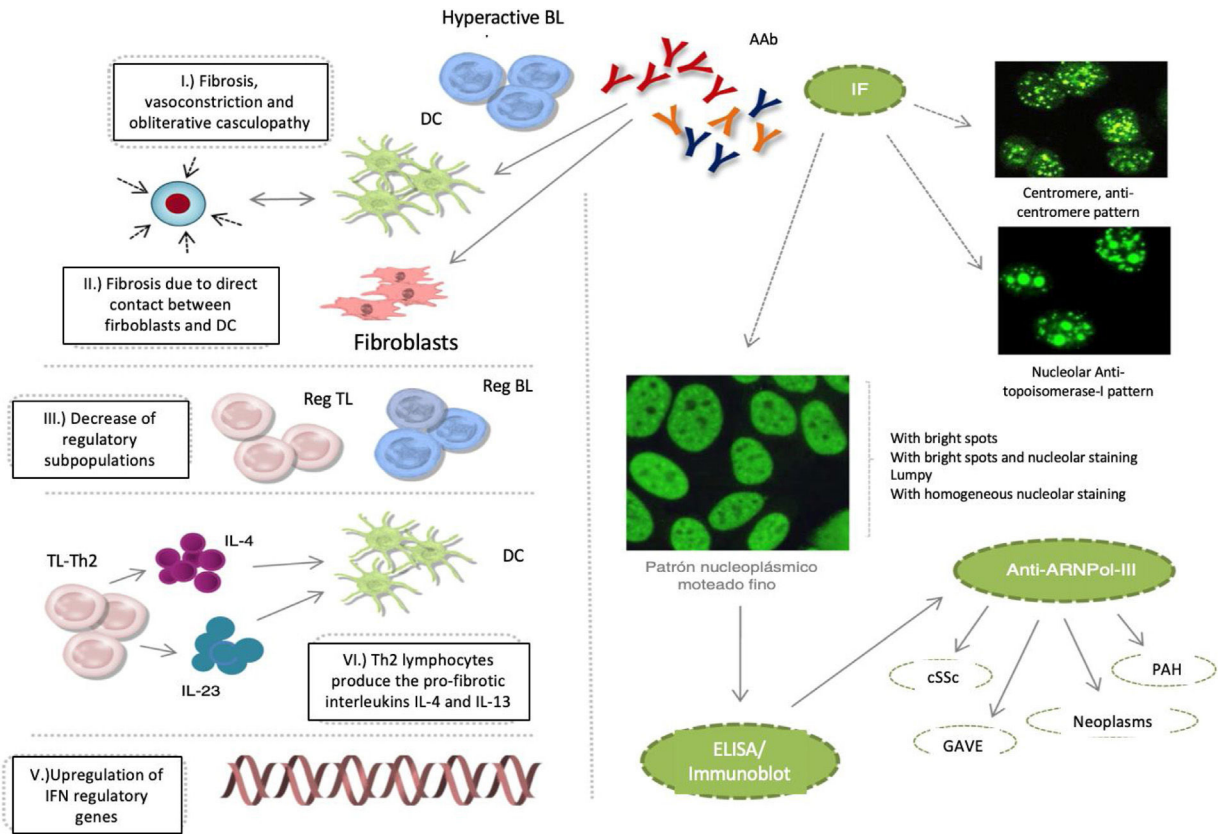 Hyperactive BL
.
AAb
I.) Fibrosis,
vasoconstriction and
obliterative casculopathy
DC
IF
Centromere, anti-
centromere pattern
II.) Fibrosis due to direct
contact between
firboblasts and DC
Fibroblasts
Nucleolar Anti-
topoisomerase-I pattern
III.) Decrease of
regulatory
subpopulations
Reg TL
Reg BL
With bright spots
With bright spots and nucleolar staining
Lumpy
With homogeneous nucleolar staining
Patrón nucleoplásmico
moteado fino
TL-Th2
IL-4
DC
IL-23
VI.) Th2 lymphocytes
produce the pro-fibrotic
interleukins IL-4 and IL-13
Anti-ARNPol-III
cSSc
PAH
GAVE
Neoplasms
ELISA/
Immunoblot
V.)Upregulation of
IFN regulatory
genes